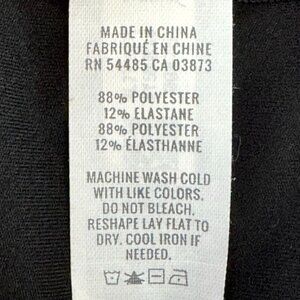 MADE IN CHINA
FABRIQUÉ EN CHINE
RN 54485 CA 03873
88% POLYESTER
12% ELASTANE
88% POLYESTER
12% ÉLASTHANNE
MACHINE WASH COLD
WITH LIKE COLORS.
DO NOT BLEACH.
RESHAPE LAY FLAT TO
DRY. COOL IRON IF
NEEDED.